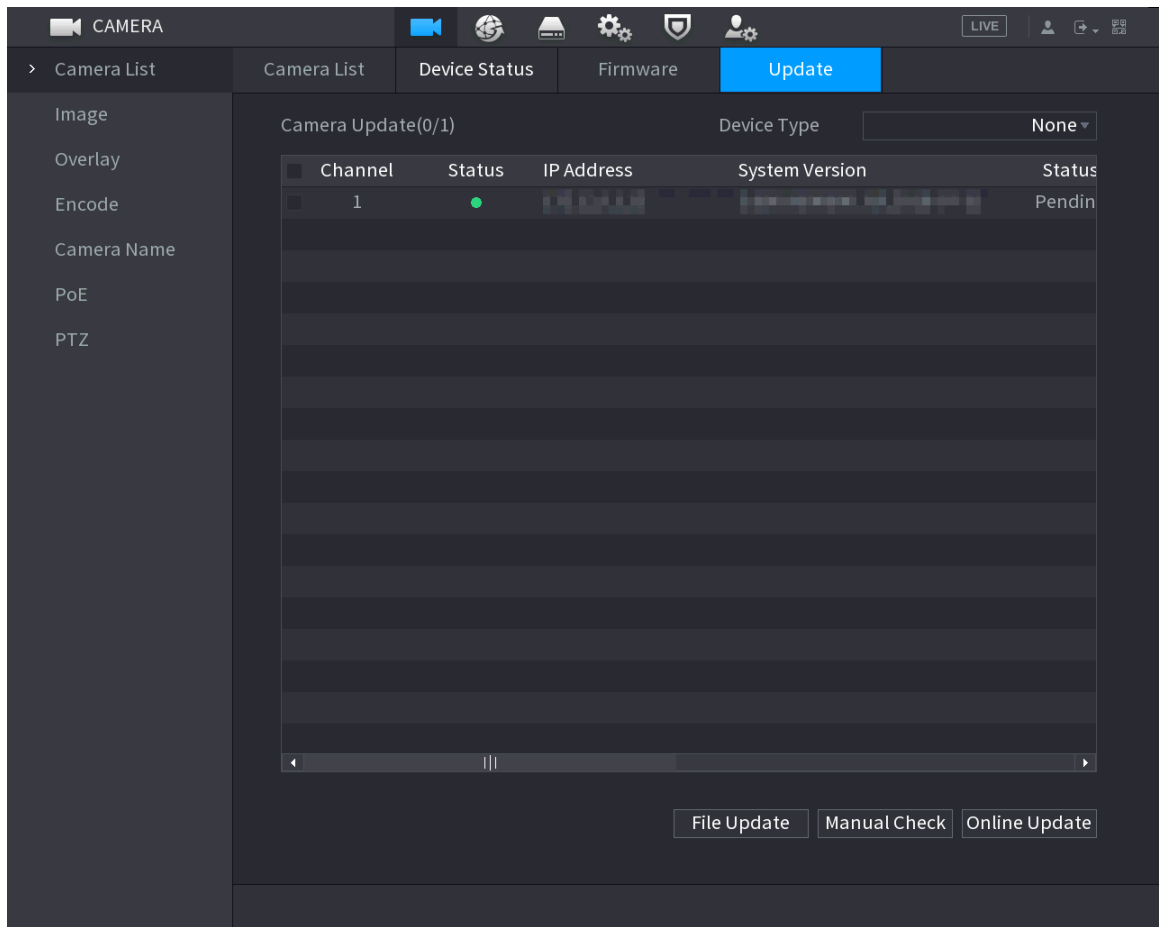 CAMERA LIVE
Camera List Camera List Device Status Firmware Update
Image
Camera Update(0/1) Device Type None
Overlay
Channel Status IP Address System Version Status
Encode
1 Pendin
Camera Name
PoE
PTZ
File Update Manual Check Online Update